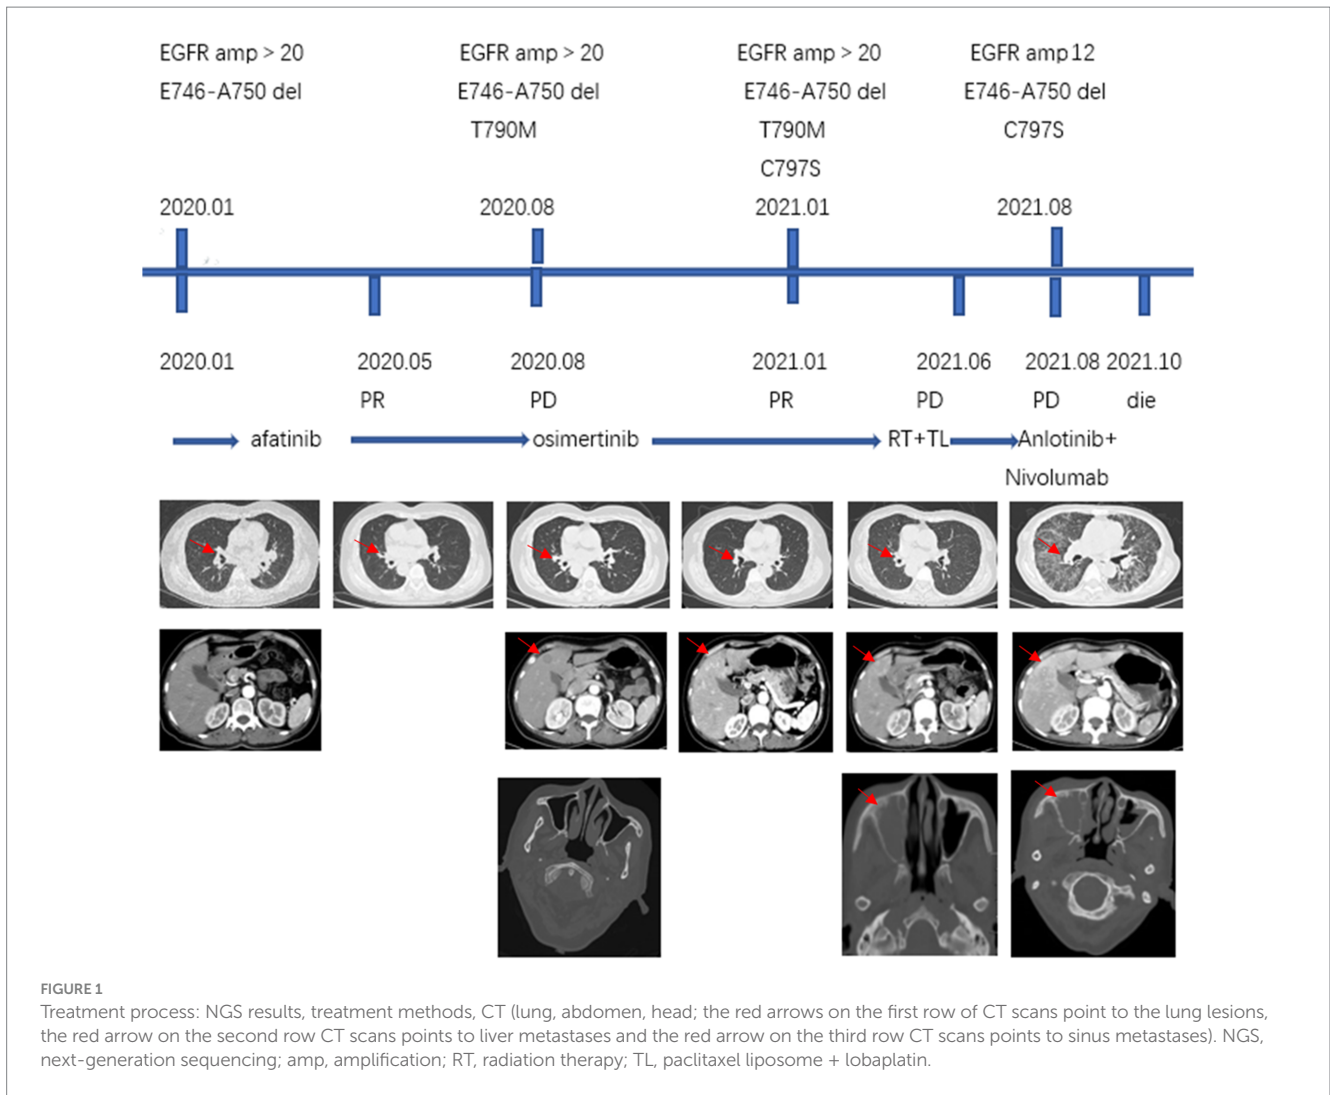 EGFR amp > 20 EGFR amp > 20 EGFR amp > 20 EGFR amp 12
E746-A750 del E746-A750 del E746-A750 del E746-A750 del
T790M T790M C797S
C797S
2020.01 2020.08 2021.01 2021.08
2020.01 2020.05 2020.08 2021.01 2021.06 2021.08 2021.10
PR PD PR PD PD die
afatinib osimertinib RT+TL Anlotinib+
Nivolumab
FIGURE 1
Treatment process: NGS results, treatment methods, CT (lung, abdomen, head; the red arrows on the first row of CT scans point to the lung lesions,
the red arrow on the second row CT scans points to liver metastases and the red arrow on the third row CT scans points to sinus metastases). NGS,
next-generation sequencing; amp, amplification; RT, radiation therapy; TL, paclitaxel liposome + lobaplatin.